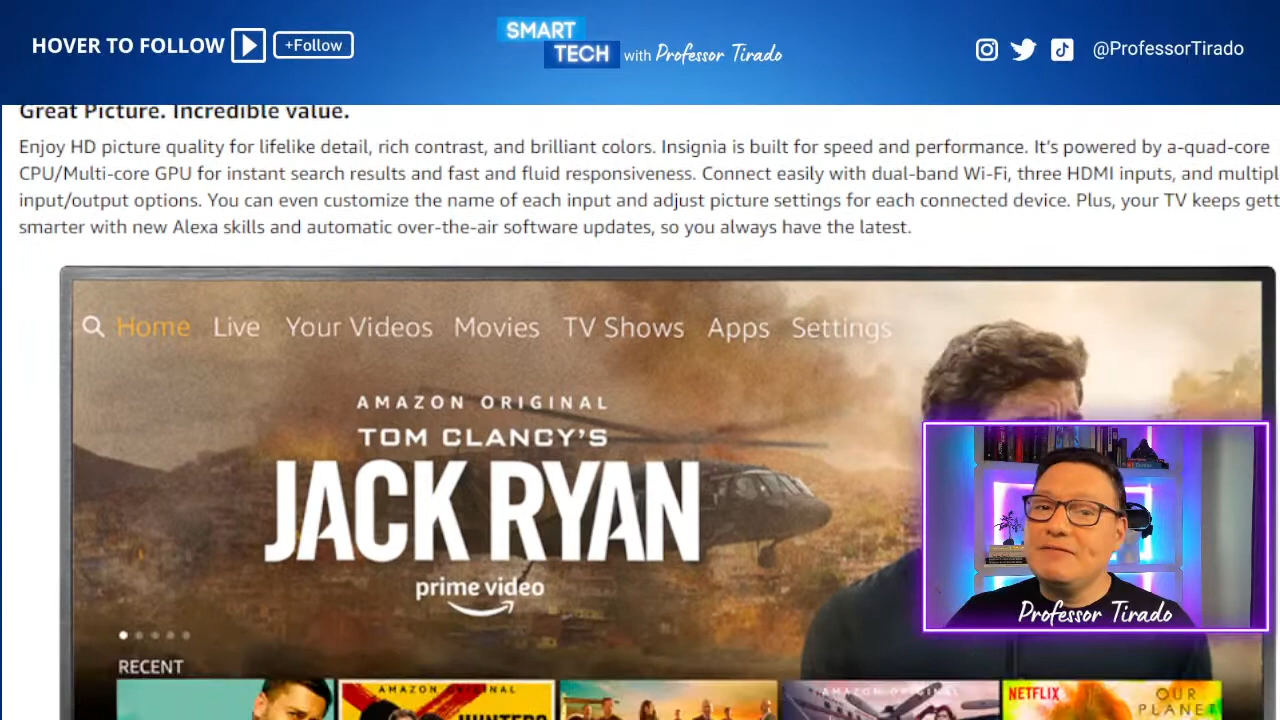 HOVER TO FOLLOW
+Follow
SMART
TECH with Professor Tirado
@ProfessorTirado
Great Picture. Incredible value.
Enjoy HD picture quality for lifelike detail, rich contrast, and brilliant colors. Insignia is built for speed and performance. It's powered by a-quad-core
CPU/Multi-core GPU for instant search results and fast and fluid responsiveness. Connect easily with dual-band Wi-Fi, three HDMI inputs, and multipl
input/output options. You can even customize the name of each input and adjust picture settings for each connected device. Plus, your TV keeps gett
smarter with new Alexa skills and automatic over-the-air software updates, so you always have the latest.
Home Live Your Videos Movies TV Shows Apps Settings
AMAZON ORIGINAL
TOM CLANCY'S
JACK RYAN
prime video
Professor Tirado
RECENT
AMAZON ORIGINAL
HUNTERS
AMAZON ORIGINAL
NETFLIX
OUR
PLANET